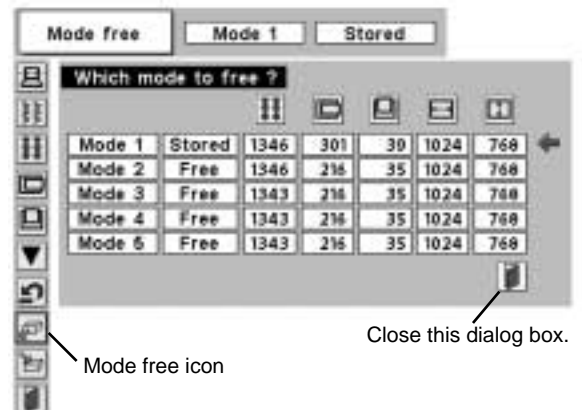 Mode free Mode 1 Stored
Which mode to free ?
Mode 1 Stored 1346 301 39 1024 768
Mode 2 Free 1346 216 35 1024 768
Mode 3 Free 1343 216 35 1024 768
Mode 4 Free 1343 216 35 1024 768
Mode 5 Free 1343 216 35 1024 768
Close this dialog box.
Mode free icon